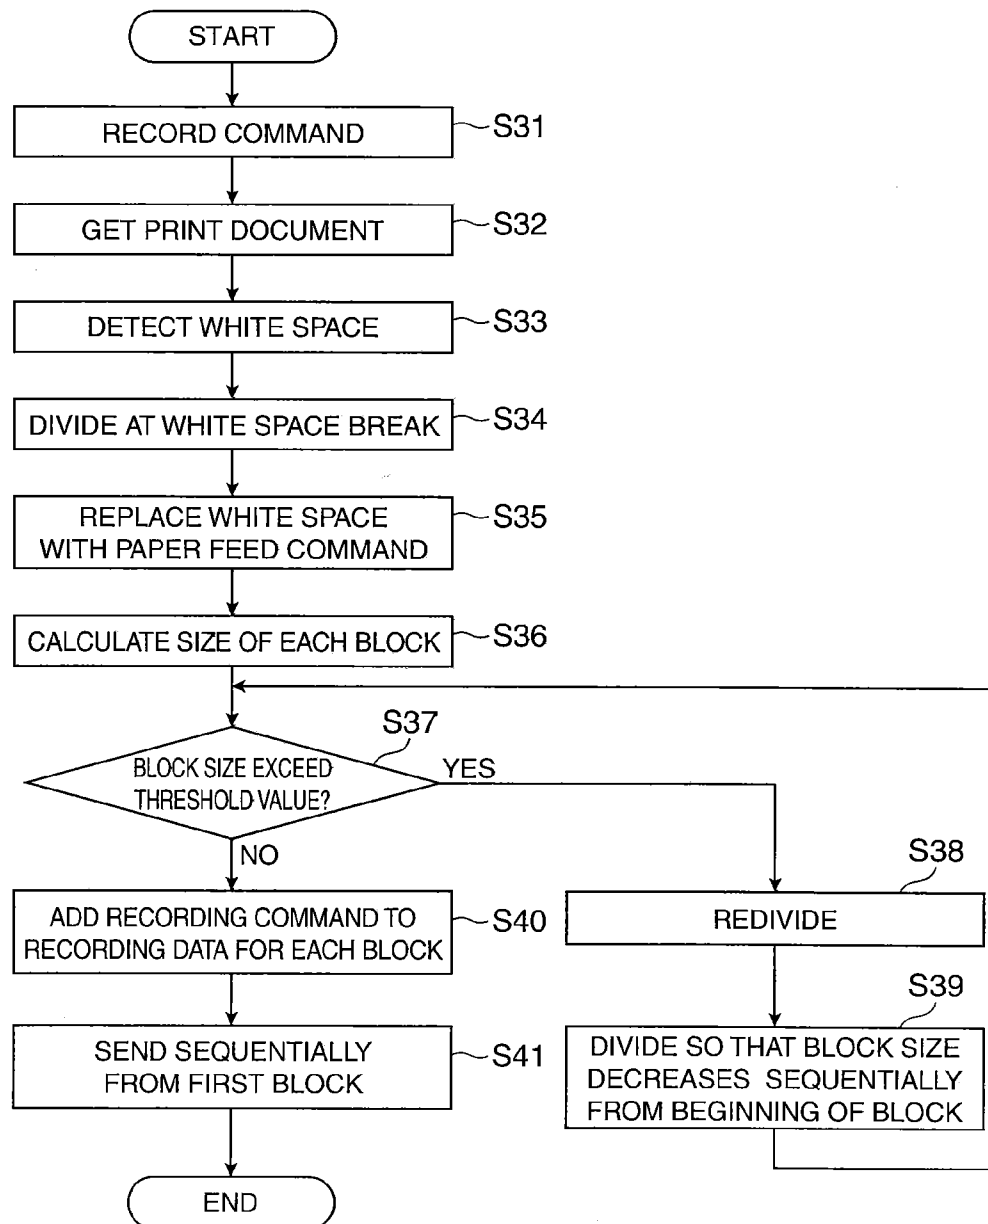 START
RECORD COMMAND
S31
GET PRINT DOCUMENT
S32
DETECT WHITE SPACE
S33
DIVIDE AT WHITE SPACE BREAK
S34
REPLACE WHITE SPACE
WITH PAPER FEED COMMAND
S35
CALCULATE SIZE OF EACH BLOCK
S36
S37
BLOCK SIZE EXCEED
THRESHOLD VALUE?
YES
NO
S38
REDIVIDE
S39
DIVIDE SO THAT BLOCK SIZE
DECREASES SEQUENTIALLY
FROM BEGINNING OF BLOCK
ADD RECORDING COMMAND TO
RECORDING DATA FOR EACH BLOCK
S40
SEND SEQUENTIALLY
FROM FIRST BLOCK
S41
END